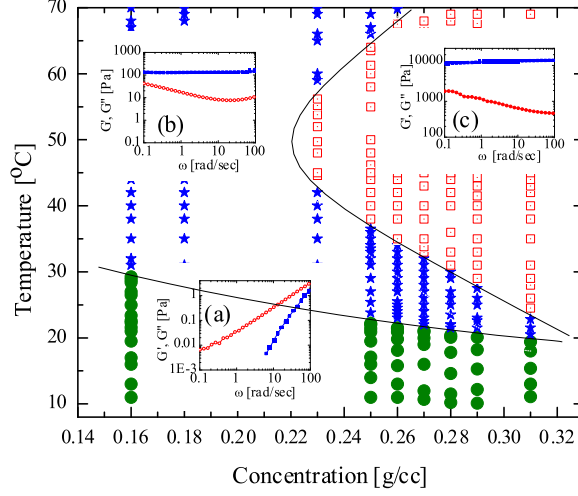 70
60
50
40
30
20
10
Temperature [°C]
0.14 0.16 0.18 0.20 0.22 0.24 0.26 0.28 0.30 0.32
Concentration [g/cc]
1000
100
10
1
0.1
G', G'' [Pa]
(b)
0.1 1 10 100
ω [rad/sec]
10000
1000
100
G', G'' [Pa]
(c)
0.1 1 10 100
ω [rad/sec]
1
0.1
0.01
1E-3
G', G'' [Pa]
(a)
0.1 1 10 100
ω [rad/sec]